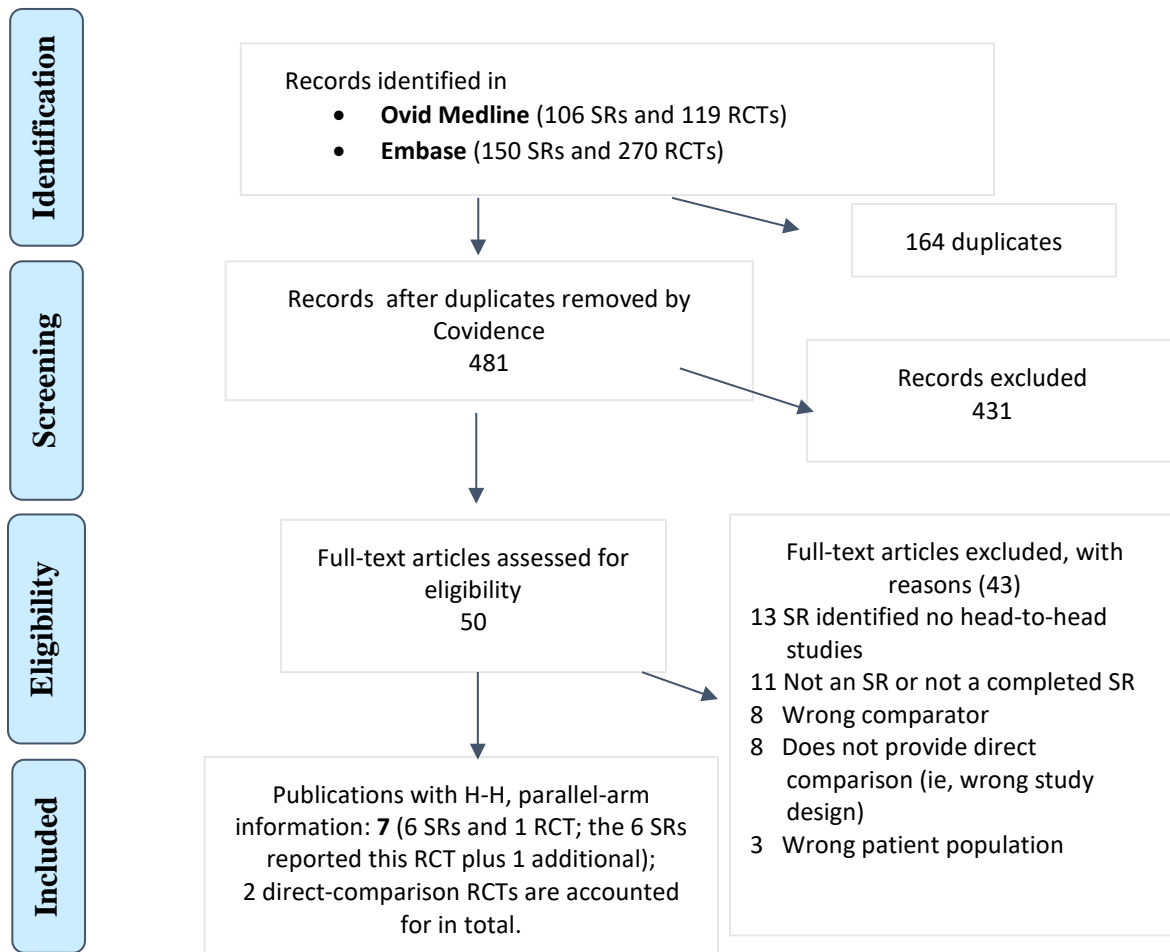 Identification
Records identified in
• Ovid Medline (106 SRs and 119 RCTs)
• Embase (150 SRs and 270 RCTs)
164 duplicates
Screening
Records after duplicates removed by
Covidence
481
Records excluded
431
Eligibility
Full-text articles assessed for
eligibility
50
Full-text articles excluded, with
reasons (43)
13 SR identified no head-to-head
studies
11 Not an SR or not a completed SR
8 Wrong comparator
8 Does not provide direct
comparison (ie, wrong study
design)
3 Wrong patient population
Included
Publications with H-H, parallel-arm
information: 7 (6 SRs and 1 RCT; the 6 SRs
reported this RCT plus 1 additional);
2 direct-comparison RCTs are accounted
for in total.